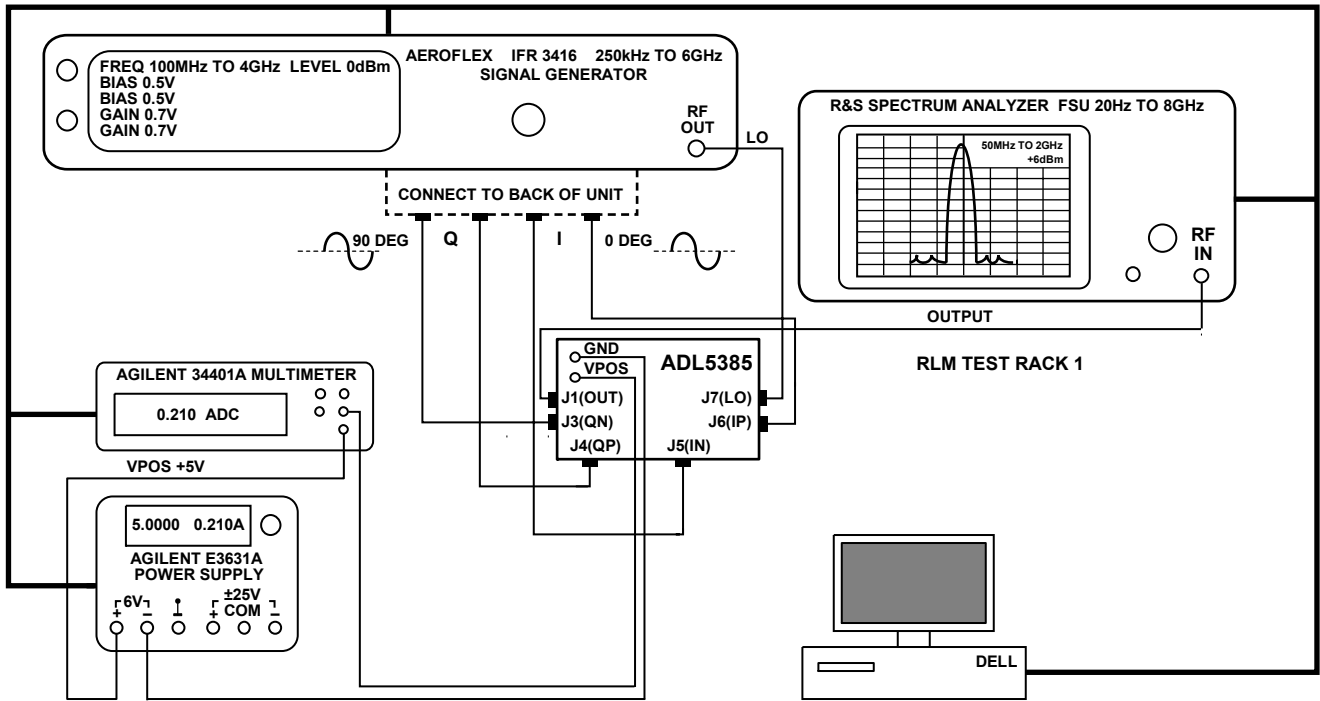 FREQ 100MHz TO 4GHz LEVEL 0dBm
BIAS 0.5V
BIAS 0.5V
GAIN 0.7V
GAIN 0.7V
AEROFLEX IFR 3416 250kHz TO 6GHz
SIGNAL GENERATOR
RF
OUT
LO
CONNECT TO BACK OF UNIT
90 DEG
Q
I
0 DEG
R&S SPECTRUM ANALYZER FSU 20Hz TO 8GHz
50MHz TO 2GHz
+6dBm
RF
IN
OUTPUT
RLM TEST RACK 1
GND
VPOS
ADL5385
J1(OUT)
J7(LO)
J3(QN)
J6(IP)
J4(QP)
J5(IN)
AGILENT 34401A MULTIMETER
0.210 ADC
VPOS +5V
5.0000 0.210A
AGILENT E3631A
POWER SUPPLY
6V
+ –
±25V
COM
+ –
DELL